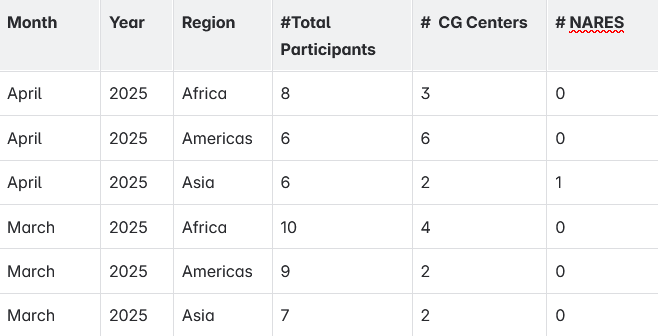 Month Year Region #Total Participants # CG Centers # NARES
April 2025 Africa 8 3 0
April 2025 Americas 6 6 0
April 2025 Asia 6 2 1
March 2025 Africa 10 4 0
March 2025 Americas 9 2 0
March 2025 Asia 7 2 0